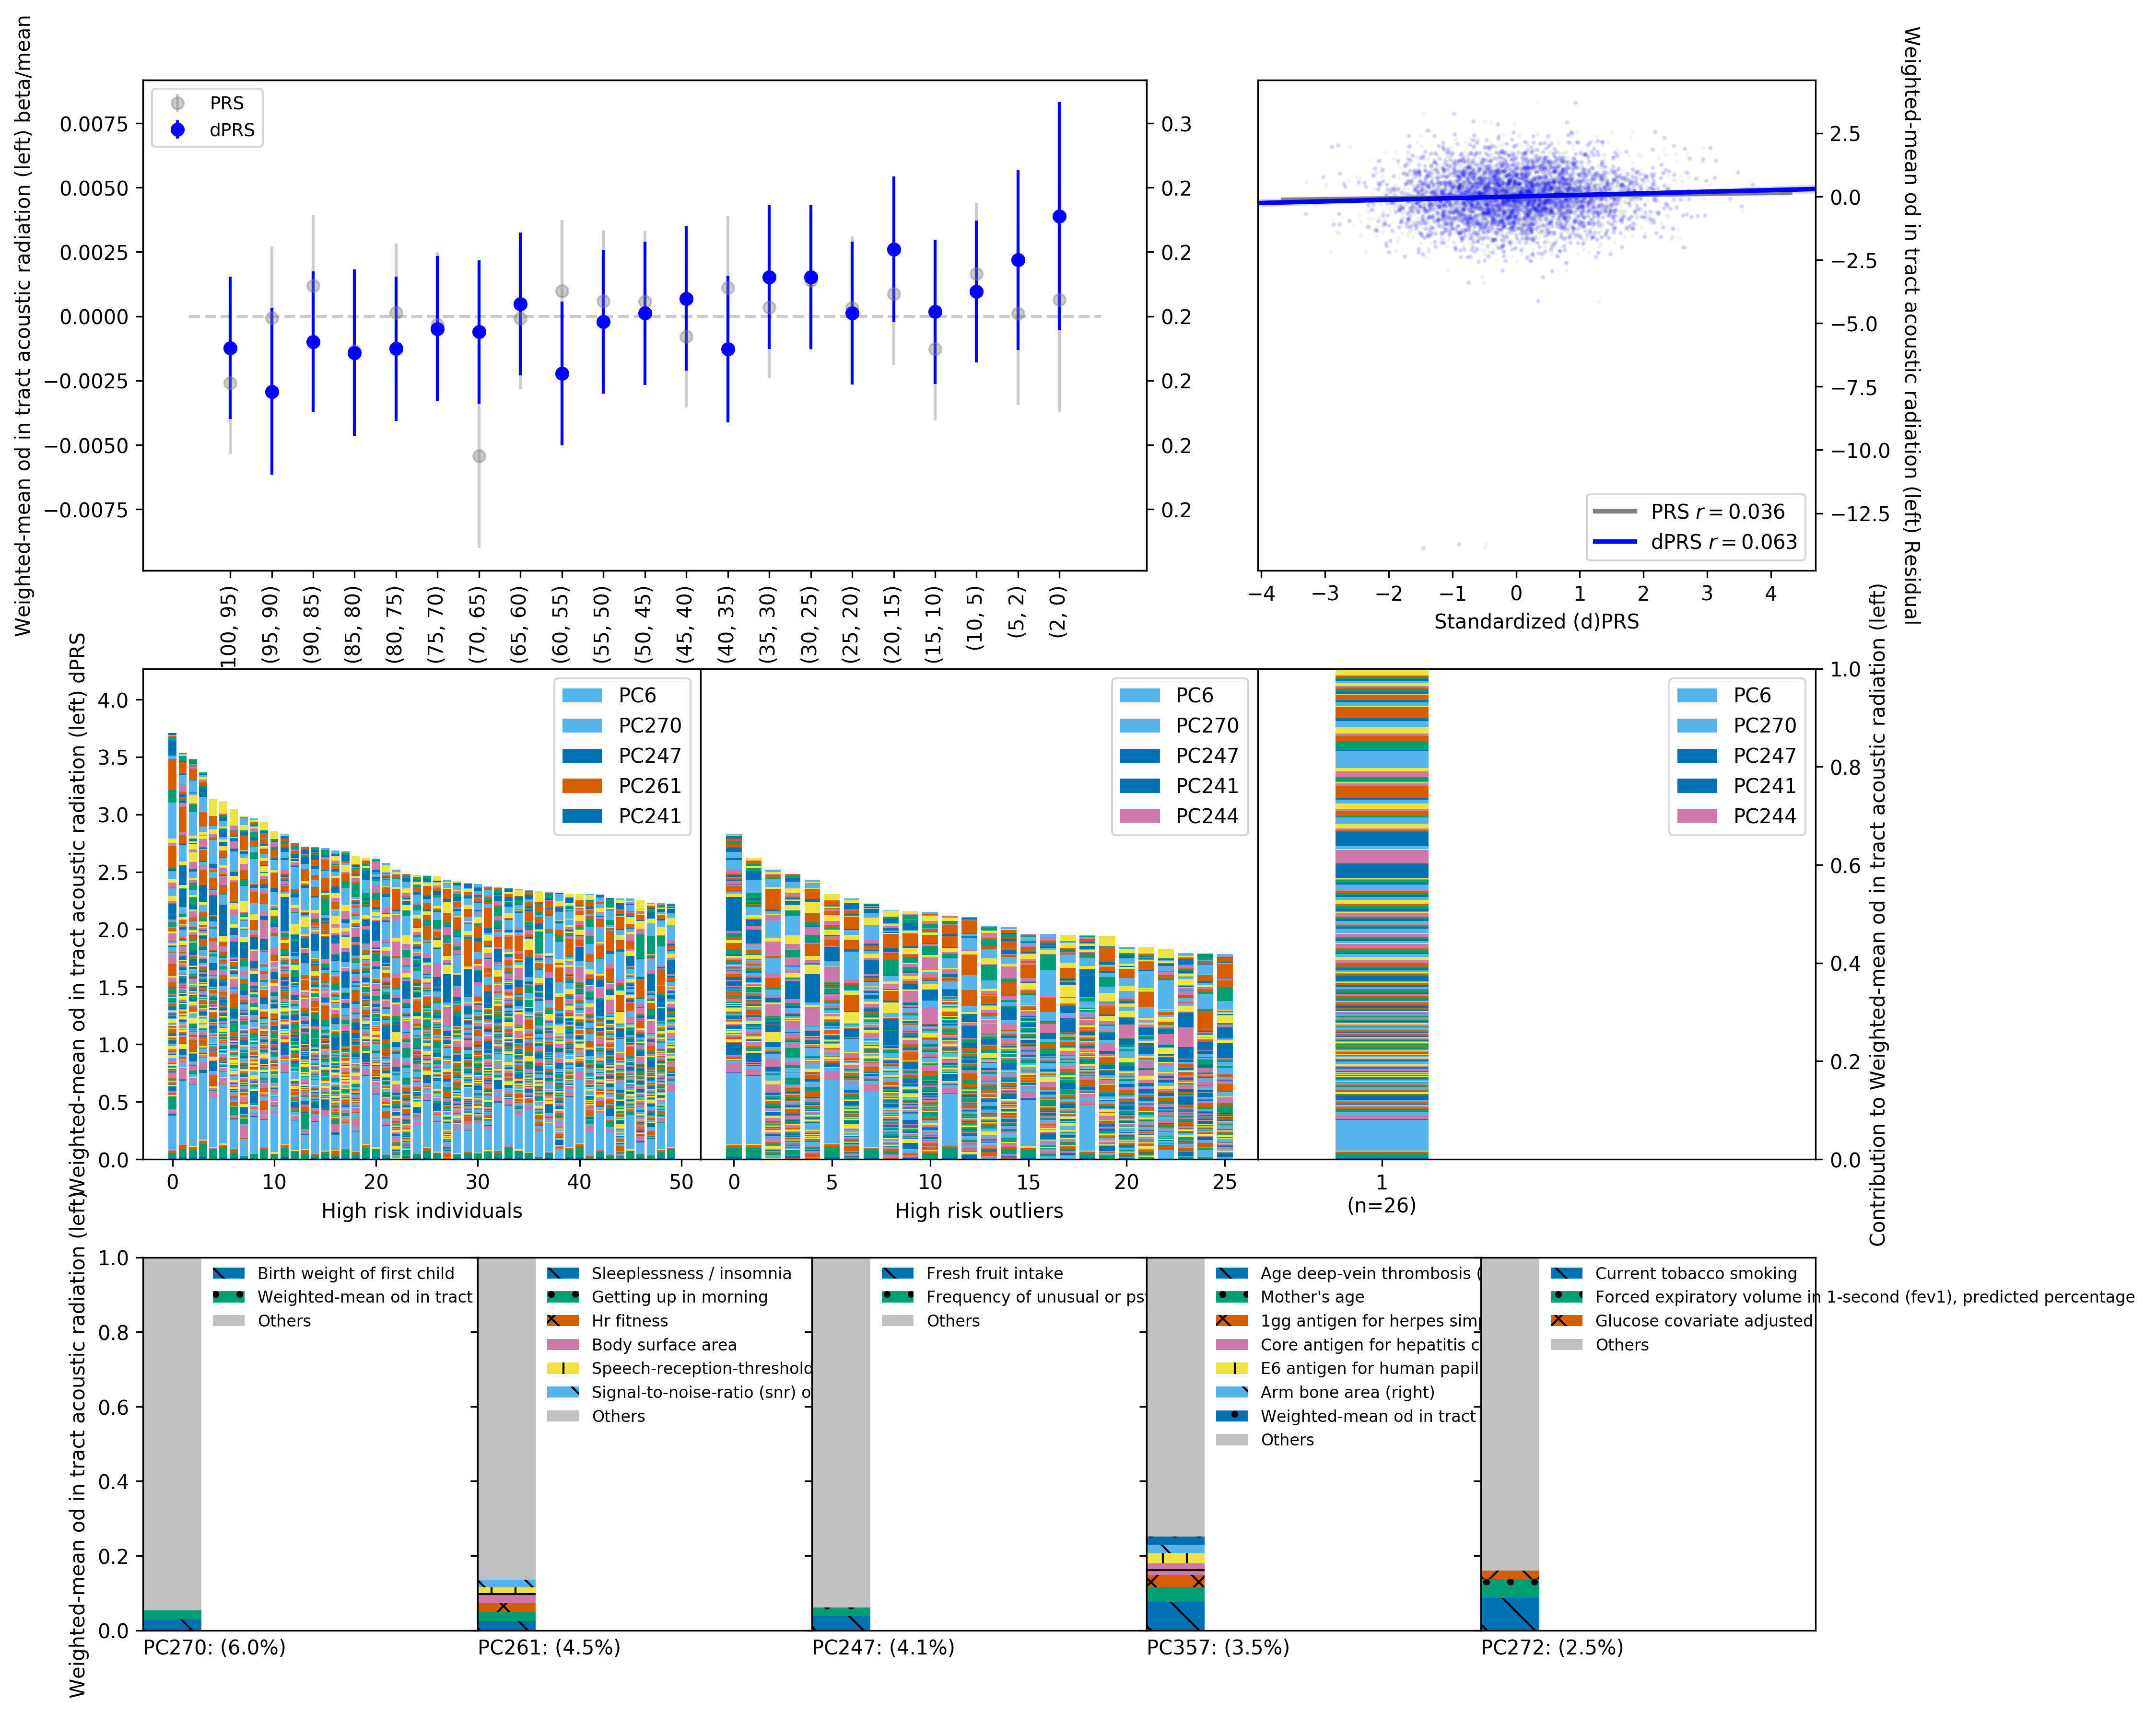 Weighted-mean od in tract acoustic radiation (left) beta/mean
0.0075
0.0050
0.0025
0.0000
−0.0025
−0.0050
−0.0075
PRS
dPRS
0.3
0.2
0.2
0.2
0.2
0.2
0.2
100, 95)
(95, 90)
(90, 85)
(85, 80)
(80, 75)
(75, 70)
(70, 65)
(65, 60)
(60, 55)
(55, 50)
(50, 45)
(45, 40)
(40, 35)
(35, 30)
(30, 25)
(25, 20)
(20, 15)
(15, 10)
(10, 5)
(5, 2)
(2, 0)
2.5
0.0
−2.5
−5.0
−7.5
−10.0
−12.5
Weighted-mean od in tract acoustic radiation (left) Residual
PRS r = 0.036
dPRS r = 0.063
−4
−3
−2
−1
0
1
2
3
4
Standardized (d)PRS
Weighted-mean od in tract acoustic radiation (left) dPRS
4.0
3.5
3.0
2.5
2.0
1.5
1.0
0.5
0.0
PC6
PC270
PC247
PC261
PC241
0
10
20
30
40
50
High risk individuals
PC6
PC270
PC247
PC241
PC244
0
5
10
15
20
25
High risk outliers
PC6
PC270
PC247
PC241
PC244
1
(n=26)
1.0
0.8
0.6
0.4
0.2
0.0
Contribution to Weighted-mean od in tract acoustic radiation (left)
Weighted-mean od in tract acoustic radiation (left)
1.0
0.8
0.6
0.4
0.2
0.0
Birth weight of first child
Weighted-mean od in tract
Others
PC270: (6.0%)
Sleeplessness / insomnia
Getting up in morning
Hr fitness
Body surface area
Speech-reception-threshold
Signal-to-noise-ratio (snr) o
Others
PC261: (4.5%)
Fresh fruit intake
Frequency of unusual or psy
Others
PC247: (4.1%)
Age deep-vein thrombosis (
Mother's age
1gg antigen for herpes simp
Core antigen for hepatitis c
E6 antigen for human papil
Arm bone area (right)
Weighted-mean od in tract
Others
PC357: (3.5%)
Current tobacco smoking
Forced expiratory volume in 1-second (fev1), predicted percentage
Glucose covariate adjusted
Others
PC272: (2.5%)